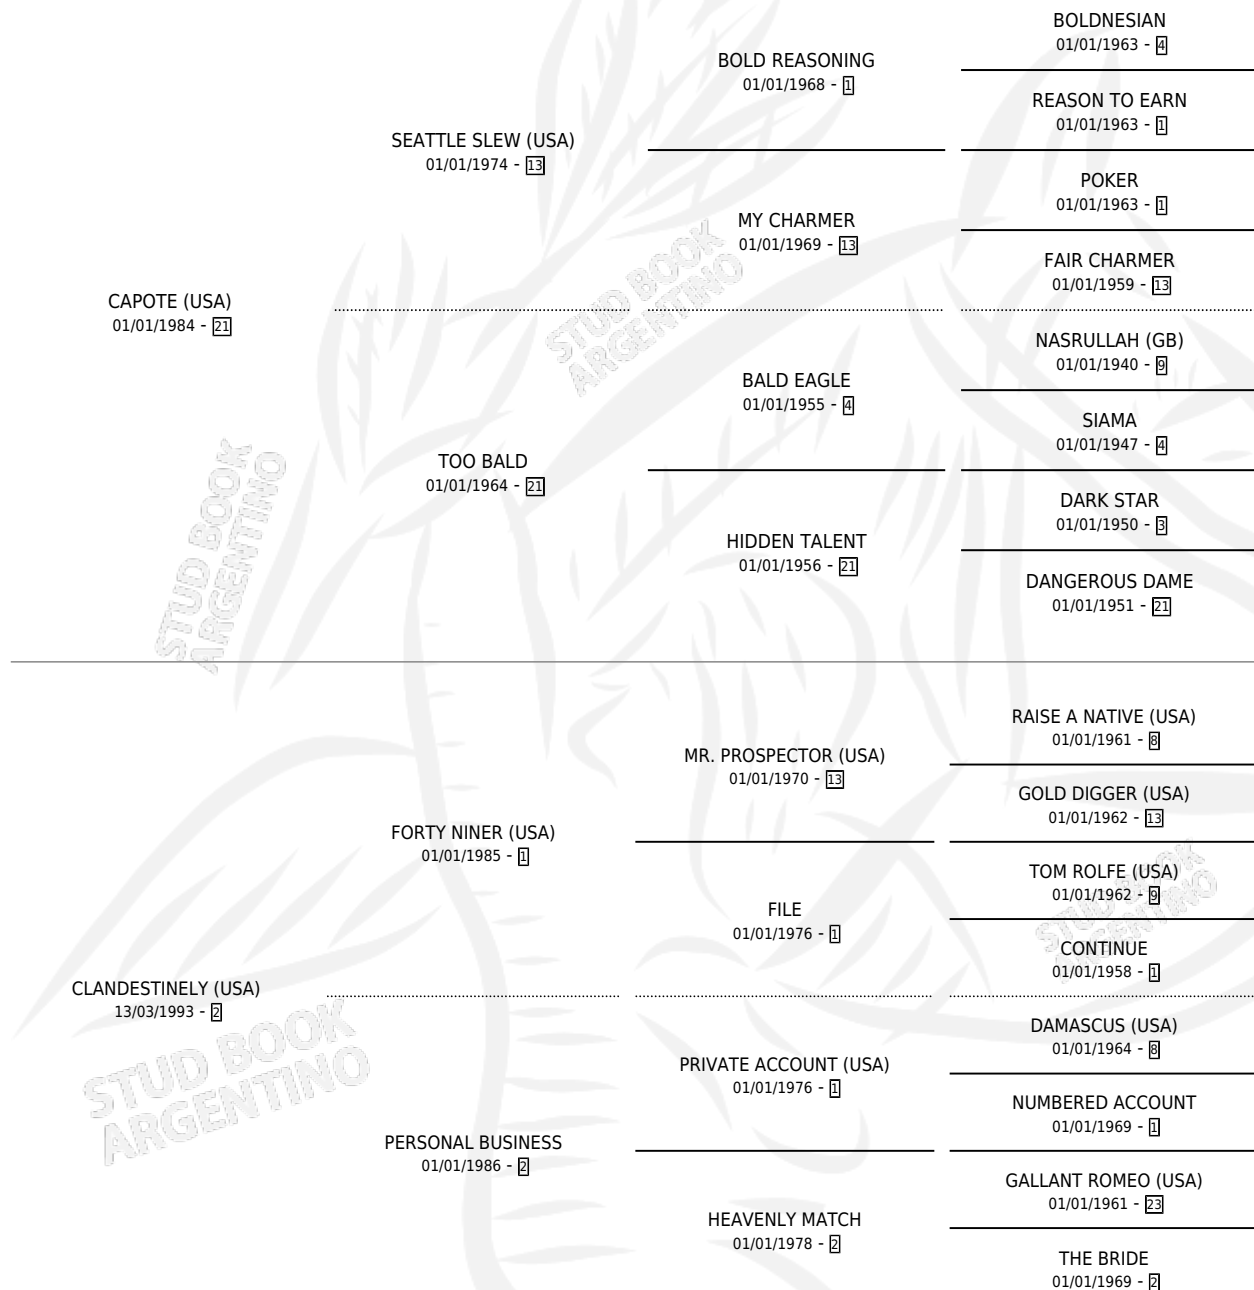 BOLDNESIAN
01/01/1963 - 4
BOLD REASONING
01/01/1968 - 1
REASON TO EARN
01/01/1963 - 1
SEATTLE SLEW (USA)
01/01/1974 - 13
POKER
01/01/1963 - 1
MY CHARMER
01/01/1969 - 13
FAIR CHARMER
01/01/1959 - 13
CAPOTE (USA)
01/01/1984 - 21
STUD BOOK
ARGENTINO
NASRULLAH (GB)
01/01/1940 - 9
BALD EAGLE
01/01/1955 - 4
SIAMA
01/01/1947 - 4
TOO BALD
01/01/1964 - 21
DARK STAR
01/01/1950 - 3
HIDDEN TALENT
01/01/1956 - 21
DANGEROUS DAME
01/01/1951 - 21
STUD BOOK
ARGENTINO
RAISE A NATIVE (USA)
01/01/1961 - 8
MR. PROSPECTOR (USA)
01/01/1970 - 13
GOLD DIGGER (USA)
01/01/1962 - 13
FORTY NINER (USA)
01/01/1985 - 1
TOM ROLFE (USA)
01/01/1962 - 9
FILE
01/01/1976 - 1
STUD BOOK
ARGENTINO
CONTINUE
01/01/1958 - 1
CLANDESTINELY (USA)
13/03/1993 - 2
DAMASCUS (USA)
01/01/1964 - 8
PRIVATE ACCOUNT (USA)
01/01/1976 - 1
STUD BOOK
ARGENTINO
NUMBERED ACCOUNT
01/01/1969 - 1
PERSONAL BUSINESS
01/01/1986 - 2
GALLANT ROMEO (USA)
01/01/1961 - 23
HEAVENLY MATCH
01/01/1978 - 2
THE BRIDE
01/01/1969 - 2